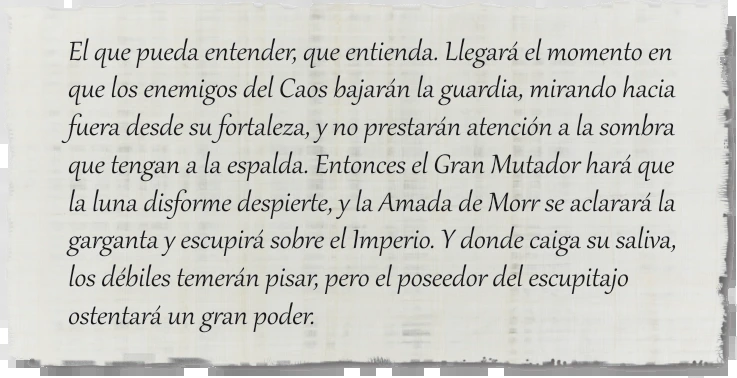 El que pueda entender, que entienda. Llegará el momento en
que los enemigos del Caos bajarán la guardia, mirando hacia
fuera desde su fortaleza, y no prestarán atención a la sombra
que tengan a la espalda. Entonces el Gran Mutador hará que
la luna disforme despierte, y la Amada de Morr se aclarará la
garganta y escupirá sobre el Imperio. Y donde caiga su saliva,
los débiles temerán pisar, pero el poseedor del escupitajo
ostentará un gran poder.